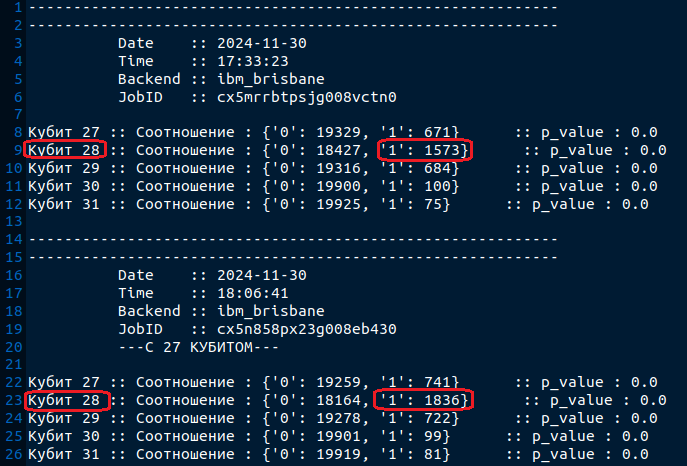 1 -----------------------------------------------------------
2 -----------------------------------------------------------
3 Date :: 2024-11-30
4 Time :: 17:33:23
5 Backend :: ibm_brisbane
6 JobID :: cx5mrrbtpsjg008vctn0
7
8 Кубит 27 :: Соотношение : {'0': 19329, '1': 671} :: p_value : 0.0
9 Кубит 28 :: Соотношение : {'0': 18427, '1': 1573} :: p_value : 0.0
10 Кубит 29 :: Соотношение : {'0': 19316, '1': 684} :: p_value : 0.0
11 Кубит 30 :: Соотношение : {'0': 19900, '1': 100} :: p_value : 0.0
12 Кубит 31 :: Соотношение : {'0': 19925, '1': 75} :: p_value : 0.0
13
14 -----------------------------------------------------------
15 -----------------------------------------------------------
16 Date :: 2024-11-30
17 Time :: 18:06:41
18 Backend :: ibm_brisbane
19 JobID :: cx5n858px23g008eb430
20 ---С 27 КУБИТОМ---
21
22 Кубит 27 :: Соотношение : {'0': 19259, '1': 741} :: p_value : 0.0
23 Кубит 28 :: Соотношение : {'0': 18164, '1': 1836} :: p_value : 0.0
24 Кубит 29 :: Соотношение : {'0': 19278, '1': 722} :: p_value : 0.0
25 Кубит 30 :: Соотношение : {'0': 19901, '1': 99} :: p_value : 0.0
26 Кубит 31 :: Соотношение : {'0': 19919, '1': 81} :: p_value : 0.0